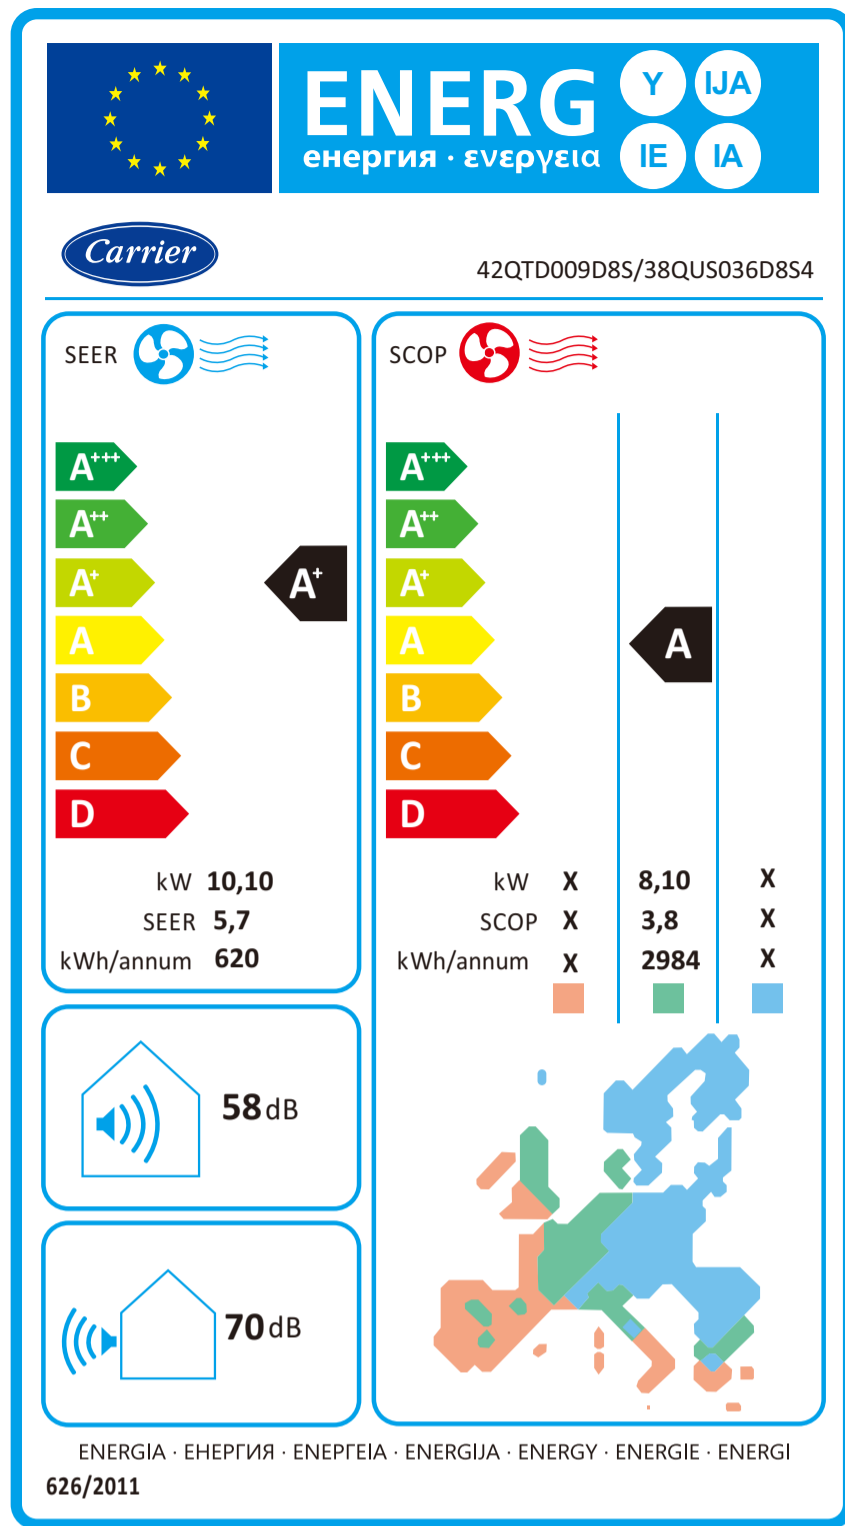 ENERG
енергия · ενεργεια
Y IJA
IE IA
Carrier
42QTD009D8S/38QUS036D8S4
SEER
A+++
A++
A+
A
B
C
D
A+
kW 10,10
SEER 5,7
kWh/annum 620
SCOP
A+++
A++
A+
A
B
C
D
A
kW X 8,10 X
SCOP X 3,8 X
kWh/annum X 2984 X
58 dB
70 dB
ENERGIA · ЕНЕРГИЯ · ΕΝΕΡΓΕΙΑ · ENERGIJA · ENERGY · ENERGIE · ENERGI
626/2011